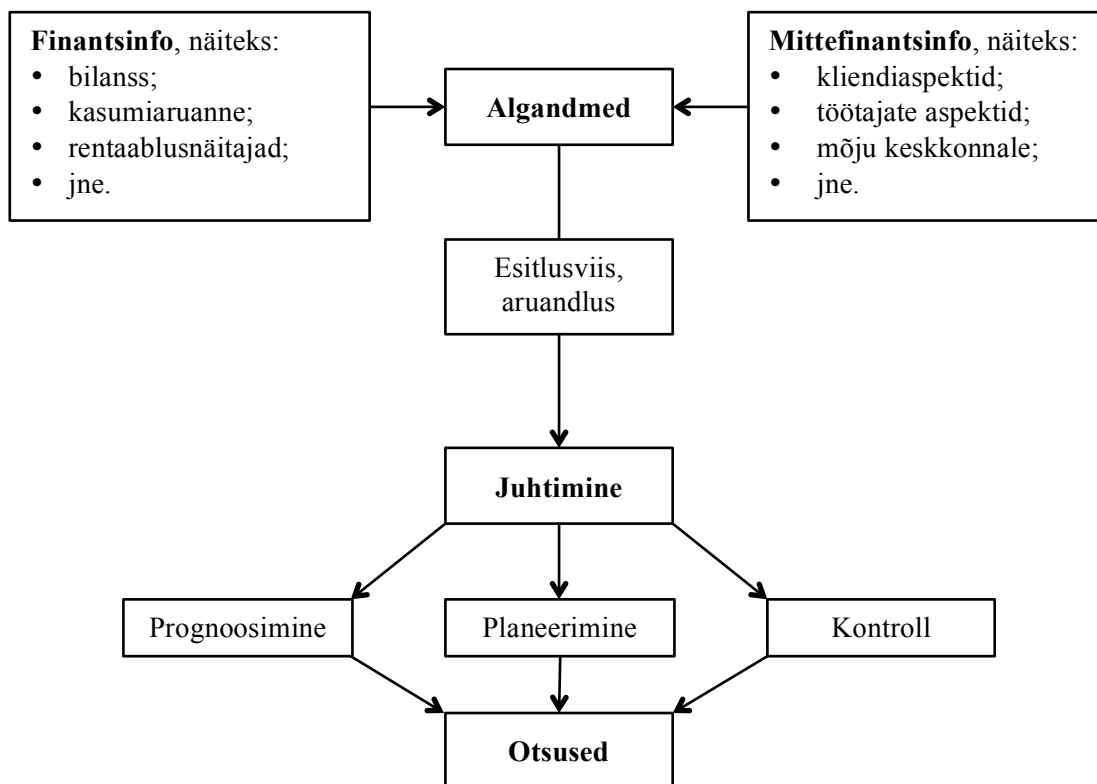 Finantsinfo, näiteks:
• bilanss;
• kasumiaruanne;
• rentaablusnäitajad;
• jne.
Algandmed
Mittefinantsinfo, näiteks:
• kliendiaspektid;
• töötajate aspektid;
• mõju keskkonnale;
• jne.
Esitlusviis,
aruandlus
Juhtimine
Prognoosimine
Planeerimine
Kontroll
Otsused